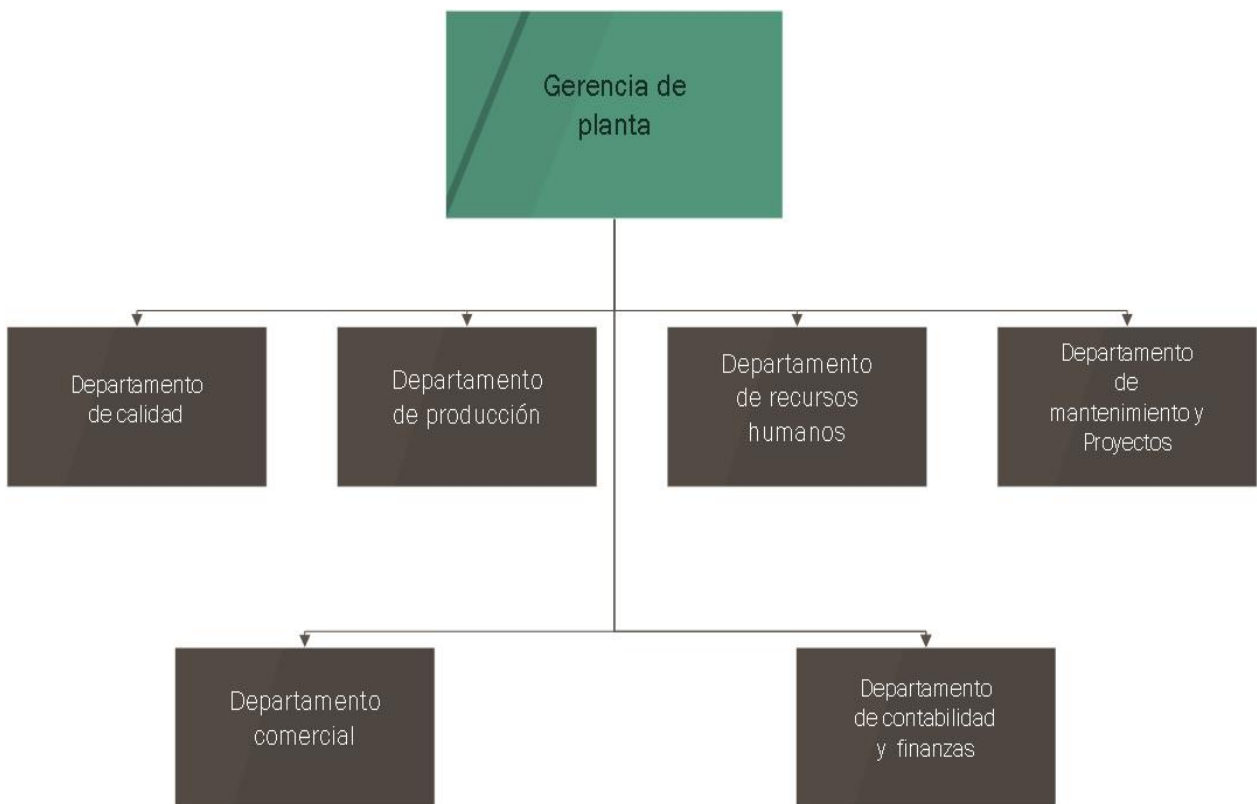 Gerencia de
planta
Departamento
de calidad
Departamento
de producción
Departamento
de recursos
humanos
Departamento
de
mantenimiento y
Proyectos
Departamento
comercial
Departamento
de contabilidad
y finanzas